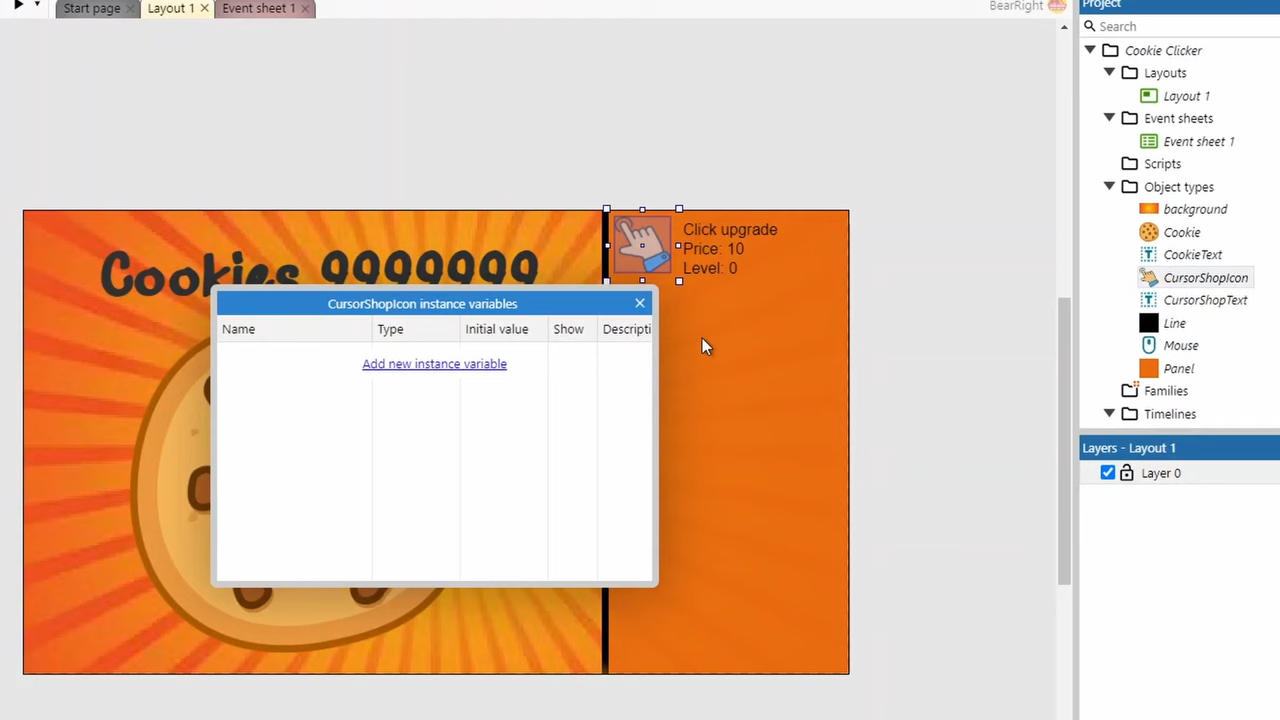 Start page
Layout 1
Event sheet 1
BearRight
Project
Search
Cookie Clicker
Layouts
Layout 1
Event sheets
Event sheet 1
Scripts
Object types
background
Cookie
CookieText
CursorShopIcon
CursorShopText
Line
Mouse
Panel
Families
Timelines
Layers - Layout 1
Layer 0
Click upgrade
Price: 10
Level: 0
Cookies 9999999
CursorShopIcon instance variables
Name Type Initial value Show Descripti
Add new instance variable